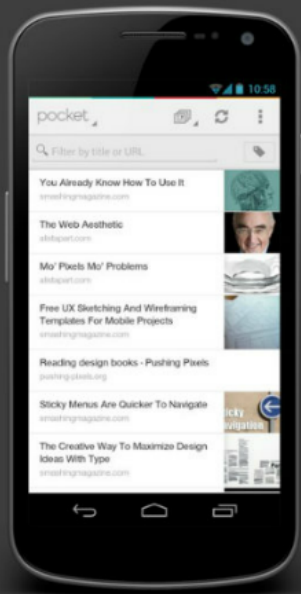 10:58
pocket
Filter by title or URL
You Already Know How To Use It
smashingmagazine.com
The Web Aesthetic
alistapart.com
Mo' Pixels Mo' Problems
alistapart.com
Free UX Sketching And Wireframing
Templates For Mobile Projects
smashingmagazine.com
Reading design books - Pushing Pixels
pushing-pixels.org
Sticky Menus Are Quicker To Navigate
smashingmagazine.com
The Creative Way To Maximize Design
Ideas With Type
smashingmagazine.com